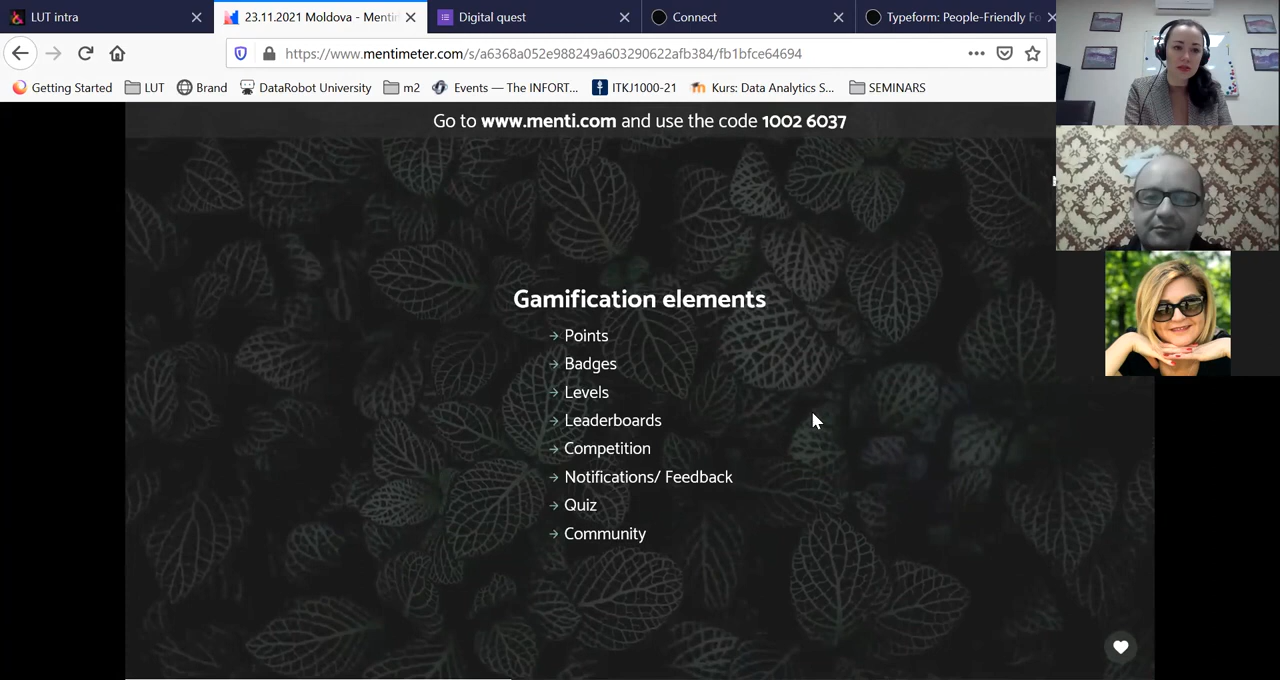 LUT intra
23.11.2021 Moldova - Mentin
Digital quest
Connect
Typeform: People-Friendly Fo
https://www.mentimeter.com/s/a6368a052e988249a603290622afb384/fb1bfce64694
Getting Started
LUT
Brand
DataRobot University
m2
Events — The INFORT...
ITKJ1000-21
Kurs: Data Analytics S...
SEMINARS
Go to www.menti.com and use the code 1002 6037
Gamification elements
→ Points
→ Badges
→ Levels
→ Leaderboards
→ Competition
→ Notifications/ Feedback
→ Quiz
→ Community